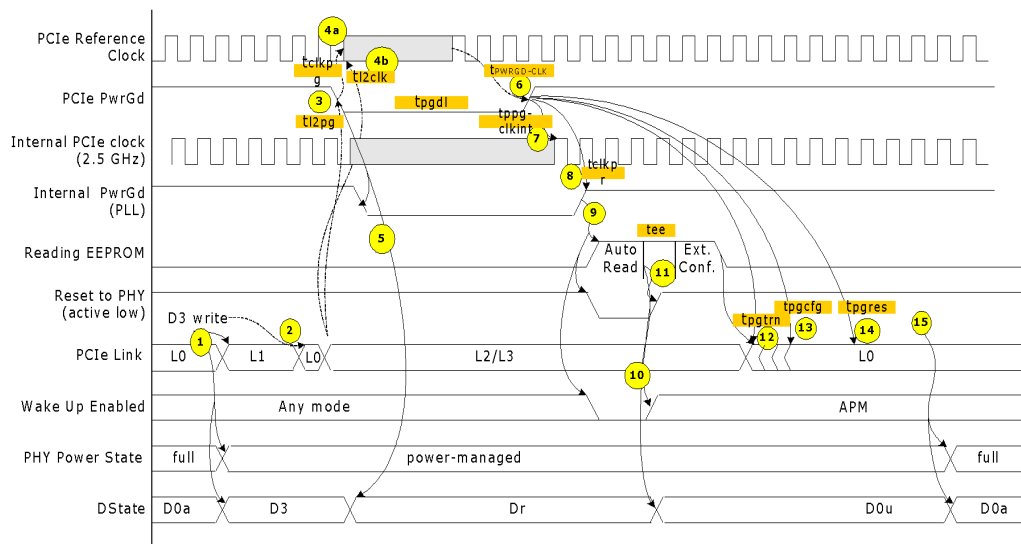 4a
PCIe Reference
Clock
tclkp
g
4b
tl2clk
tPWRGD-CLK
6
PCIe PwrGd
3
tpgdl
tl2pg
tppg-
clkint
Internal PCIe clock
(2.5 GHz)
7
tclkp
r
8
Internal PwrGd
(PLL)
9
5
tee
Reading EEPROM
Auto
Read
Ext.
Conf.
11
Reset to PHY
(active low)
D3 write
tpgtrn
tpgcfg
tpgres
1
2
12
13
14
15
PCIe Link
L0
L1
L0
L2/L3
L0
10
Wake Up Enabled
Any mode
APM
PHY Power State
full
power-managed
full
DState
D0a
D3
Dr
D0u
D0a